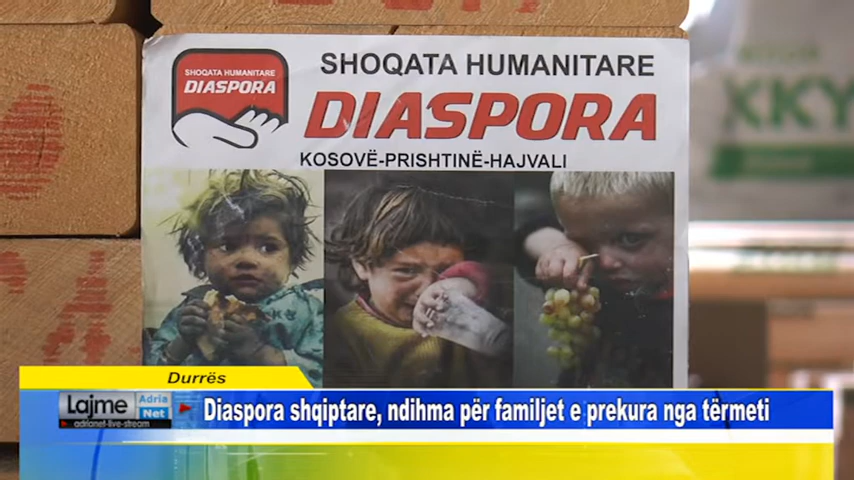 SHOQATA HUMANITARE
DIASPORA
SHOQATA HUMANITARE
DIASPORA
KOSOVË-PRISHTINË-HAJVALI
XKY
Durrës
Lajme Adria Net
adrianet-live-stream
Diaspora shqiptare, ndihma për familjet e prekura nga tërmeti